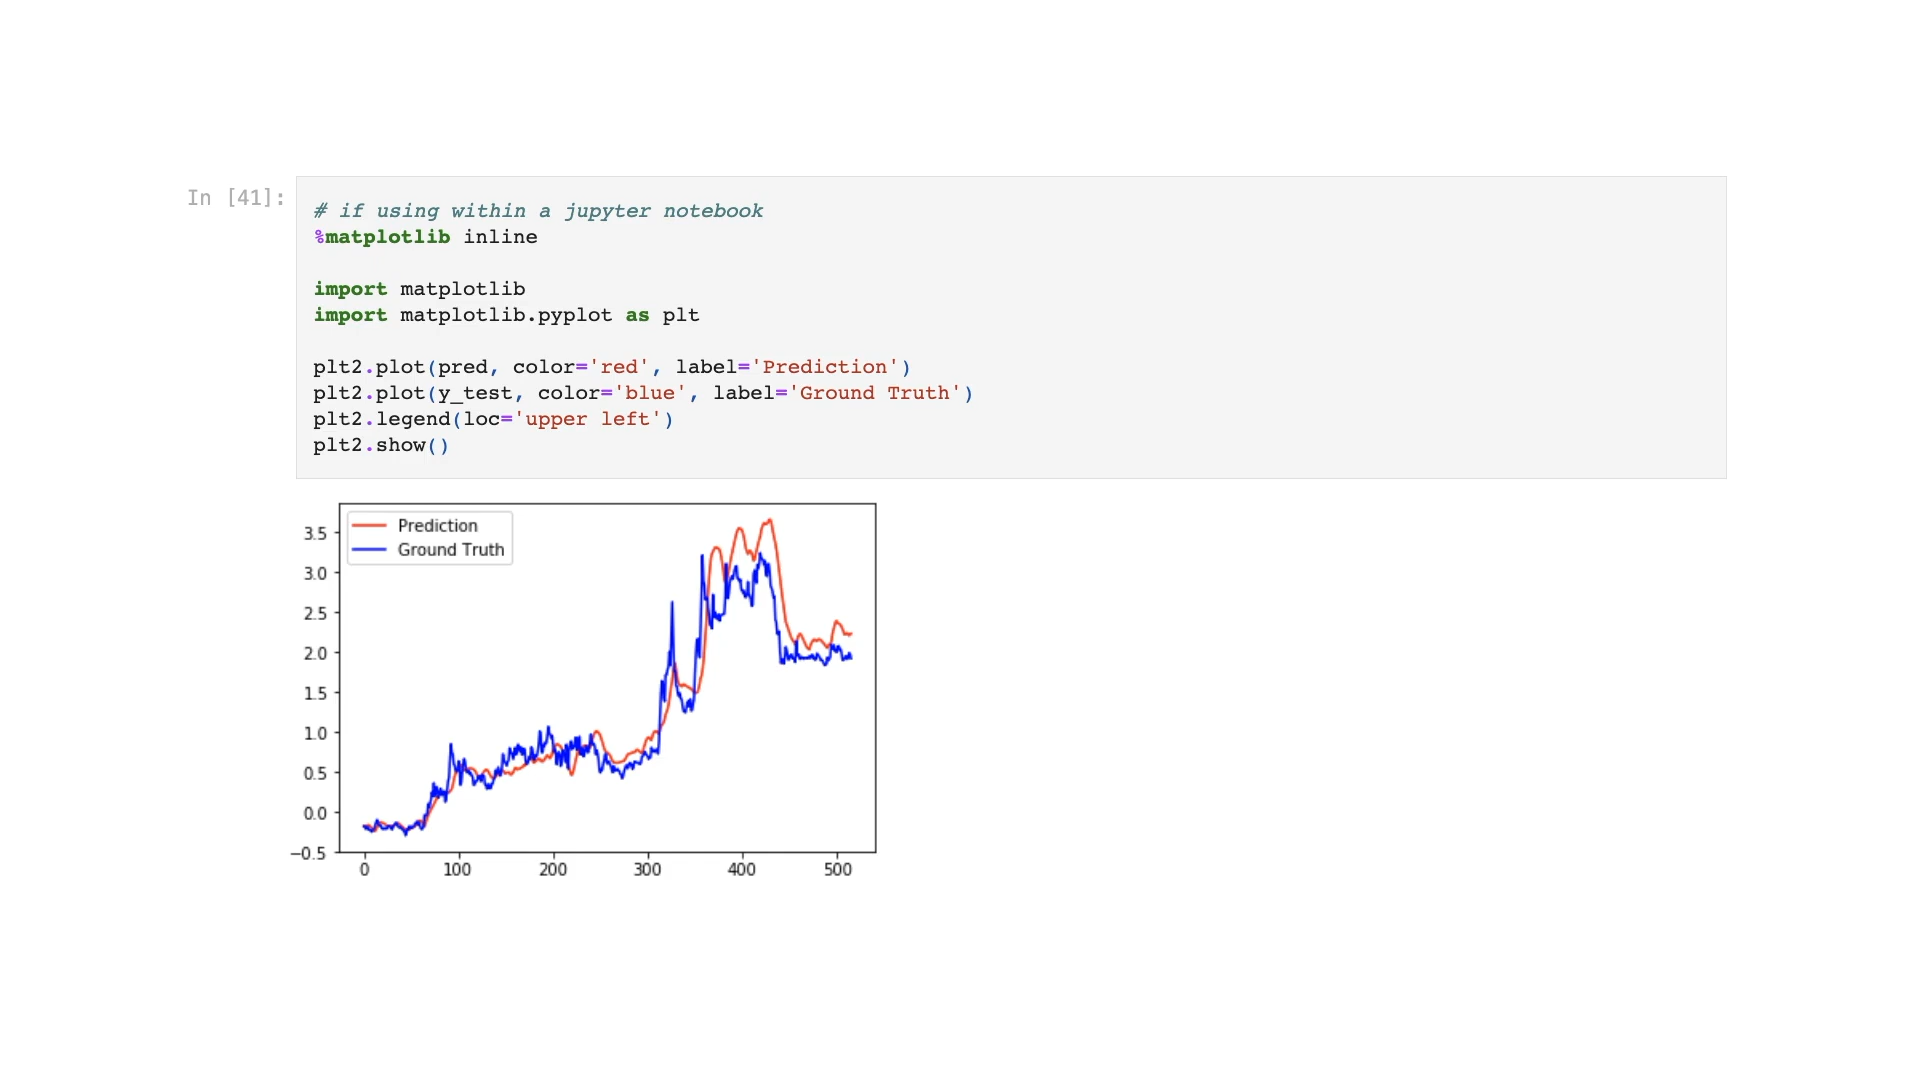 In [41]:
# if using within a jupyter notebook
%matplotlib inline
import matplotlib
import matplotlib.pyplot as plt
plt2.plot(pred, color='red', label='Prediction')
plt2.plot(y_test, color='blue', label='Ground Truth')
plt2.legend(loc='upper left')
plt2.show()
Prediction
Ground Truth
3.5
3.0
2.5
2.0
1.5
1.0
0.5
0.0
−0.5
0 100 200 300 400 500